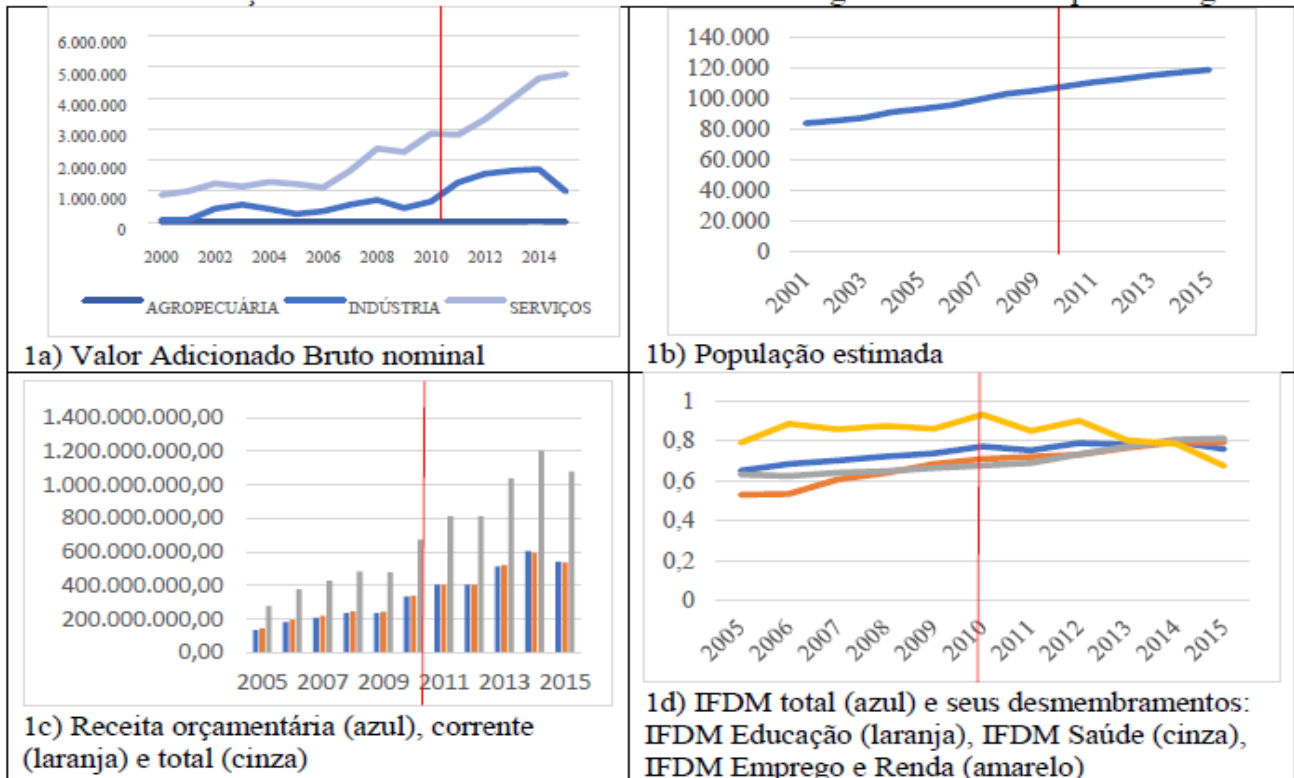 6.000.000
5.000.000
4.000.000
3.000.000
2.000.000
1.000.000
0
2000 2002 2004 2006 2008 2010 2012 2014
AGROPECUÁRIA INDÚSTRIA SERVIÇOS
1a) Valor Adicionado Bruto nominal
140.000
120.000
100.000
80.000
60.000
40.000
20.000
0
2001 2003 2005 2007 2009 2011 2013 2015
1b) População estimada
1.400.000.000,00
1.200.000.000,00
1.000.000.000,00
800.000.000,00
600.000.000,00
400.000.000,00
200.000.000,00
0,00
2005 2007 2009 2011 2013 2015
1c) Receita orçamentária (azul), corrente
(laranja) e total (cinza)
1
0,8
0,6
0,4
0,2
0
2005 2006 2007 2008 2009 2010 2011 2012 2013 2014 2015
1d) IFDM total (azul) e seus desmembramentos:
IFDM Educação (laranja), IFDM Saúde (cinza),
IFDM Emprego e Renda (amarelo)